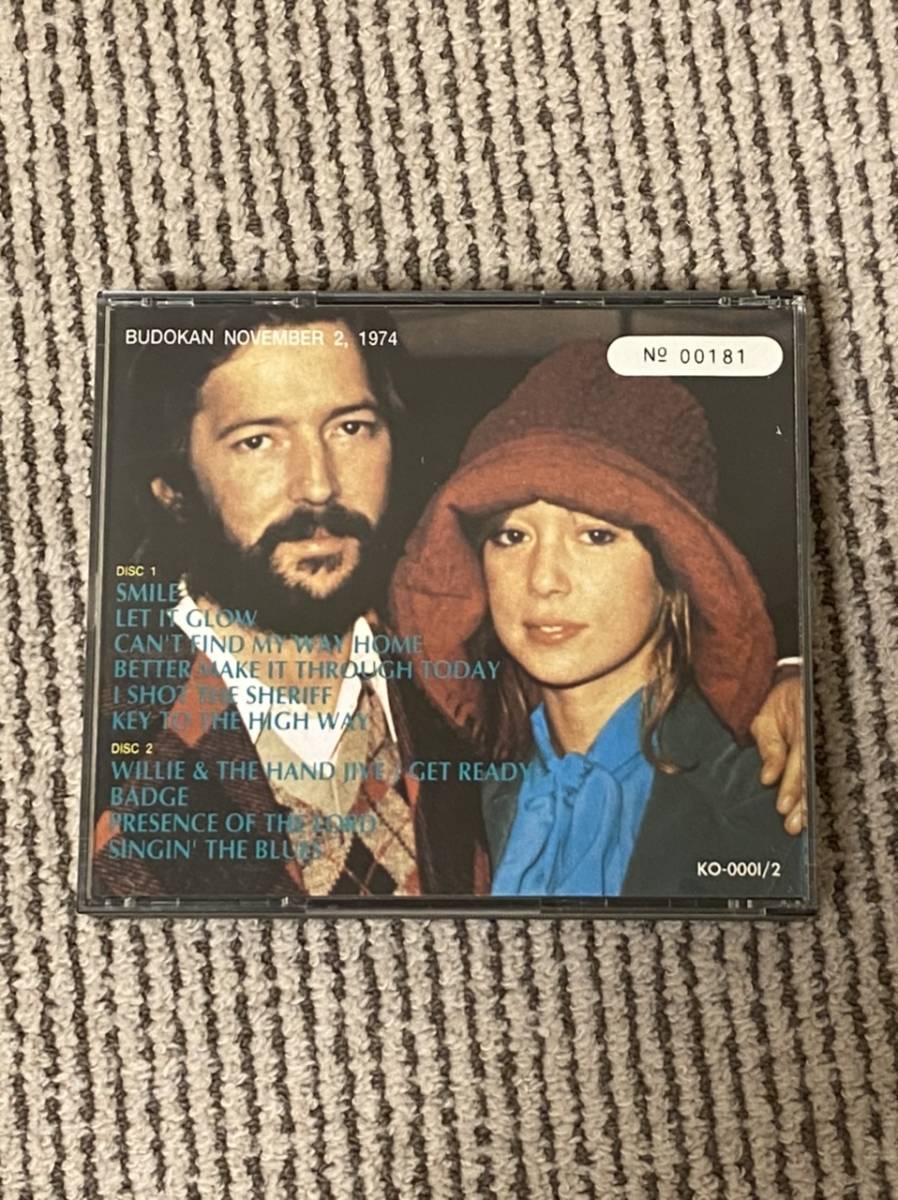 BUDOKAN NOVEMBER 2, 1974
Nº 00181
DISC 1
SMILE
LET IT GLOW
CAN'T FIND MY WAY HOME
BETTER MAKE IT THROUGH TODAY
I SHOT THE SHERIFF
KEY TO THE HIGH WAY
DISC 2
WILLIE & THE HAND JIVE / GET READY
BADGE
PRESENCE OF THE LORD
SINGIN' THE BLUES
KO-0001/2